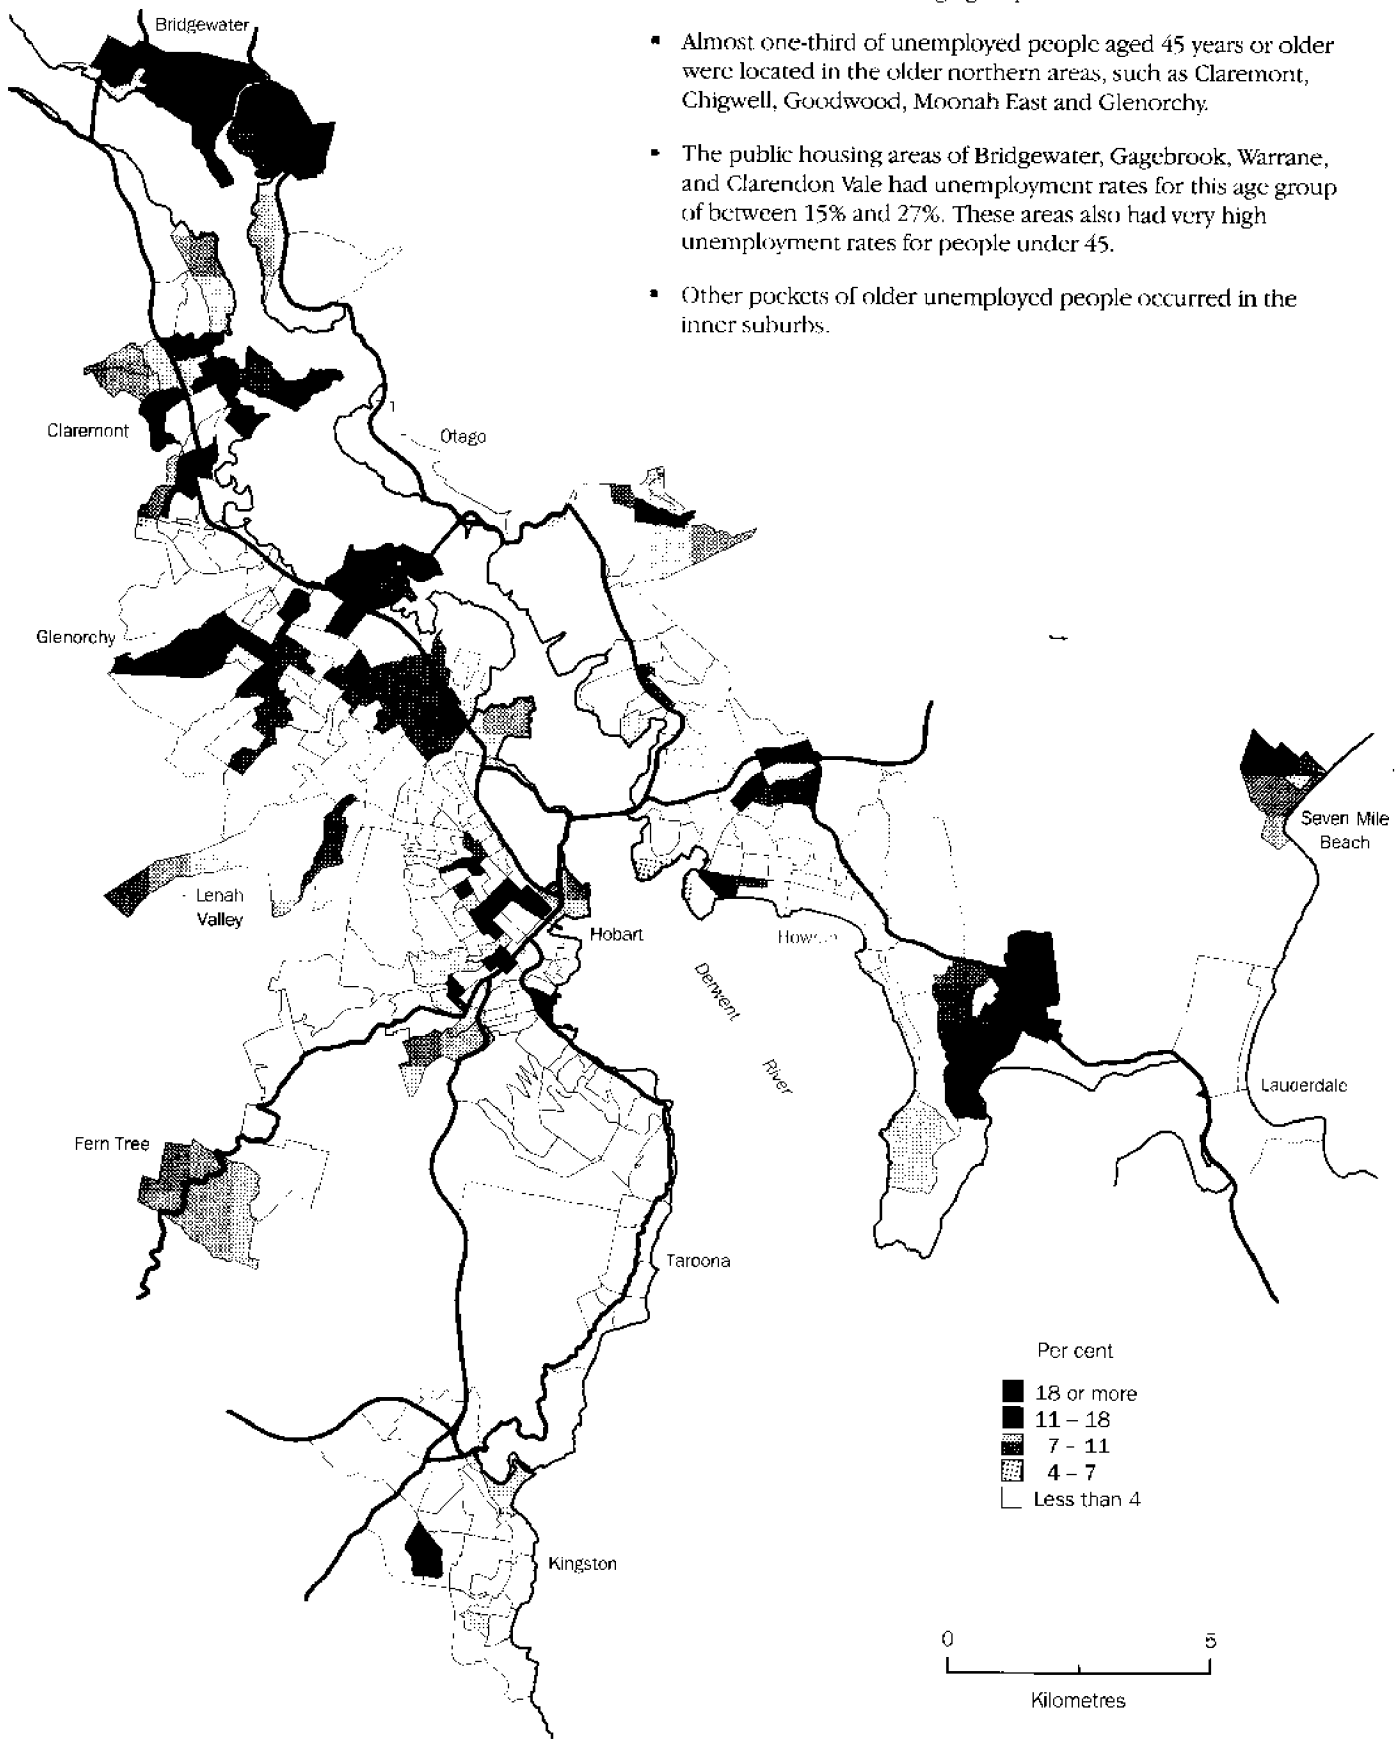 Bridgewater
▪ Almost one-third of unemployed people aged 45 years or older
were located in the older northern areas, such as Claremont,
Chigwell, Goodwood, Moonah East and Glenorchy.
▪ The public housing areas of Bridgewater, Gagebrook, Warrane,
and Clarendon Vale had unemployment rates for this age group
of between 15% and 27%. These areas also had very high
unemployment rates for people under 45.
▪ Other pockets of older unemployed people occurred in the
inner suburbs.
Claremont
Otago
Glenorchy
Seven Mile
Beach
Lenah
Valley
Hobart
Derwent
River
Lauderdale
Fern Tree
Taroona
Per cent
18 or more
11 – 18
7 – 11
4 – 7
Less than 4
Kingston
0 5
Kilometres